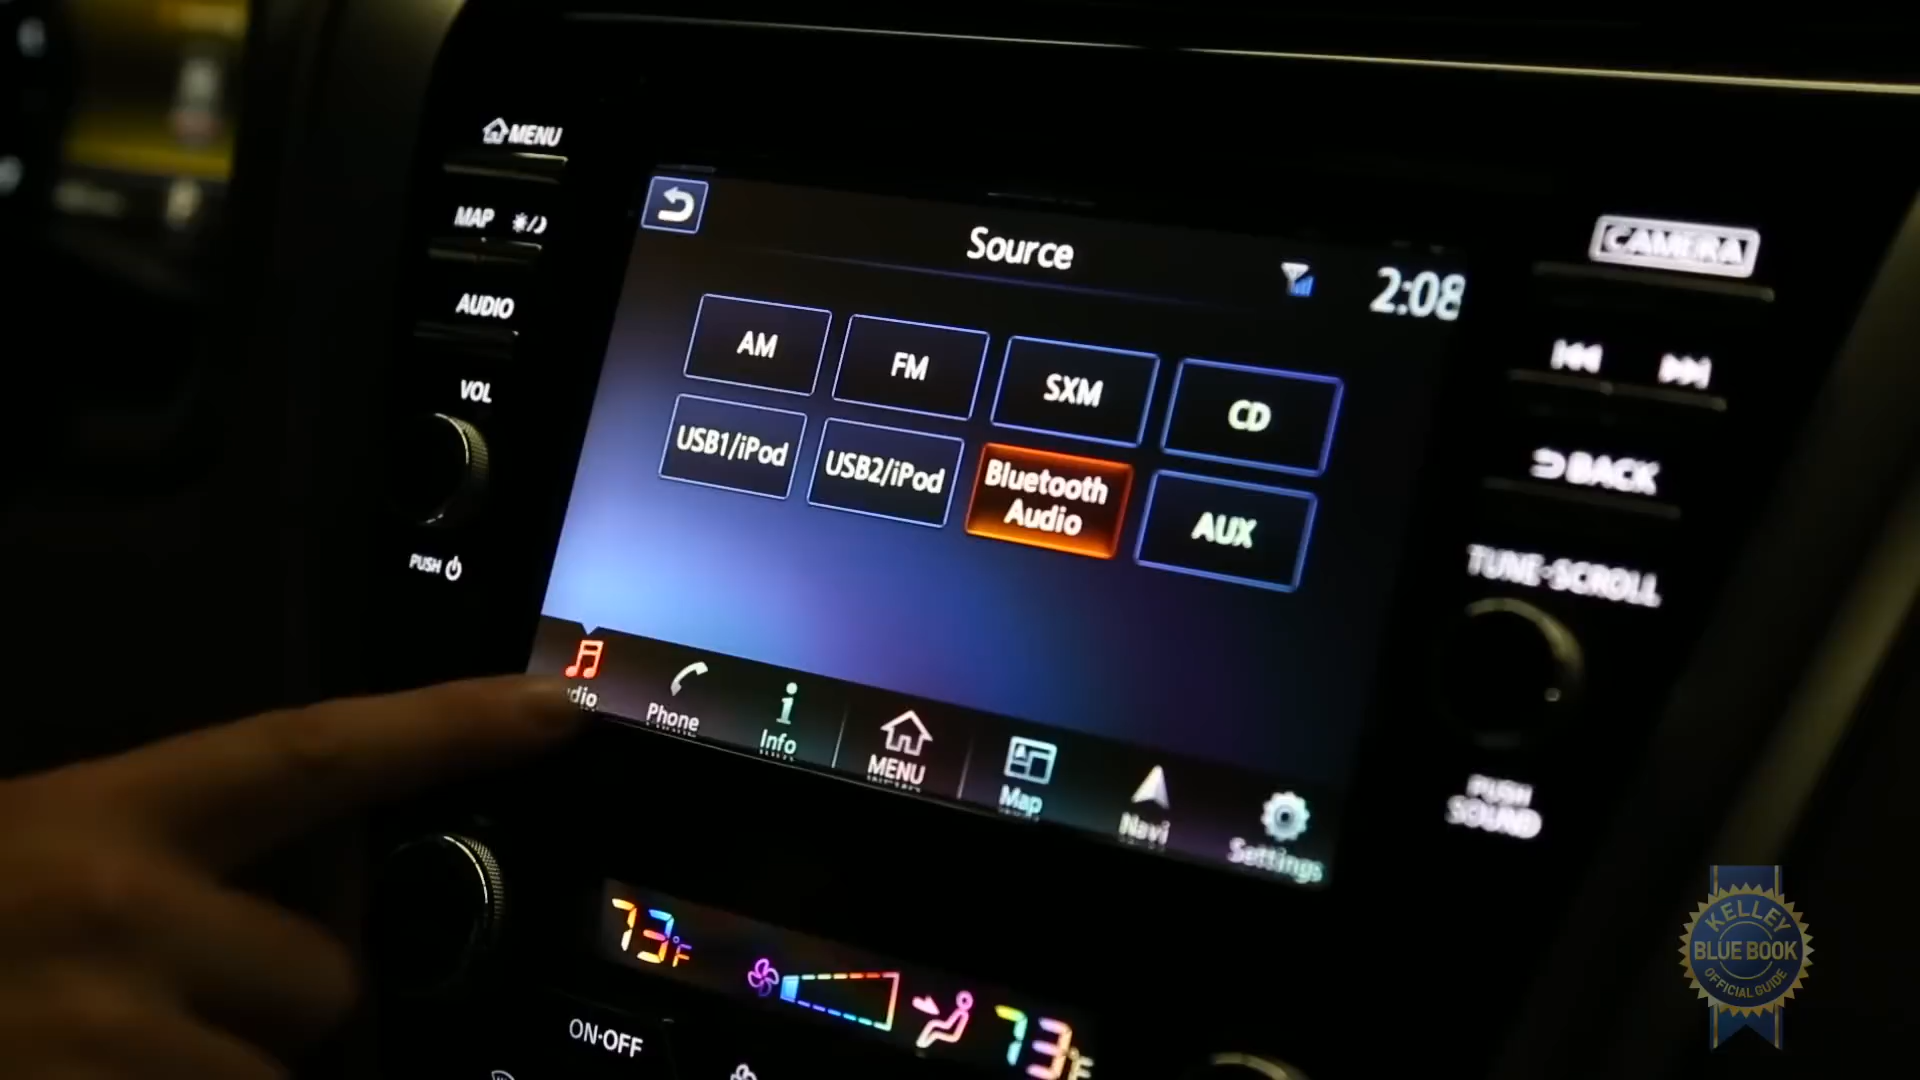 MENU
MAP
AUDIO
VOL
PUSH
Source
2:08
AM
FM
SXM
CD
USB1/iPod
USB2/iPod
Bluetooth
Audio
AUX
dio
Phone
Info
MENU
Map
Navi
Settings
CAMERA
BACK
TUNE·SCROLL
PUSH
SOUND
73°F
73°F
ON·OFF
KELLEY
BLUE BOOK
OFFICIAL GUIDE